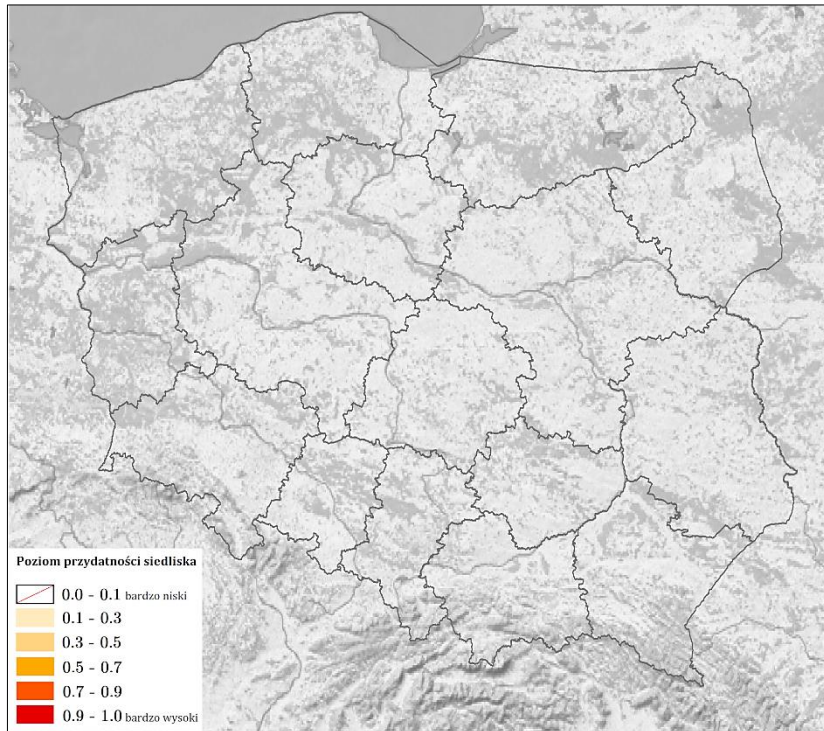 Poziom przydatności siedliska
0.0 - 0.1 bardzo niski
0.1 - 0.3
0.3 - 0.5
0.5 - 0.7
0.7 - 0.9
0.9 - 1.0 bardzo wysoki